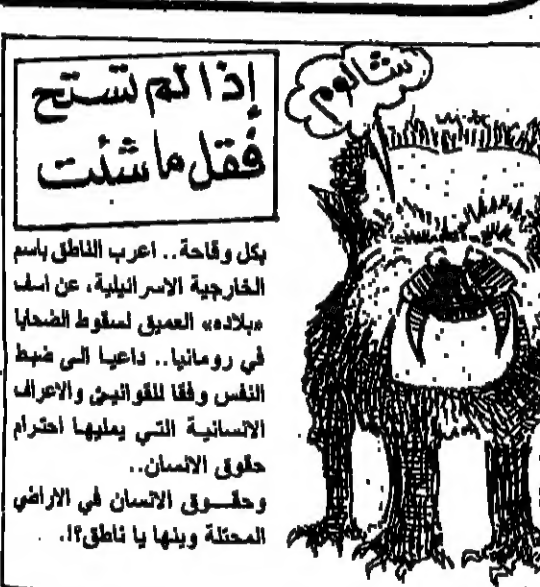 إذا لم تستح
فقل ما شئت
شالوم
بكل وقاحة.. اعرب الناطق باسم
الخارجية الاسرائيلية، عن اسف
«بلاده» العميق لسقوط الضحايا
في رومانيا.. داعيا الى ضبط
النفس وفقا للقوانين والاعراف
الانسانية التي يمليها احترام
حقوق الانسان..
وحقوق الانسان في الاراضي
المحتلة وينها يا ناطق؟!.